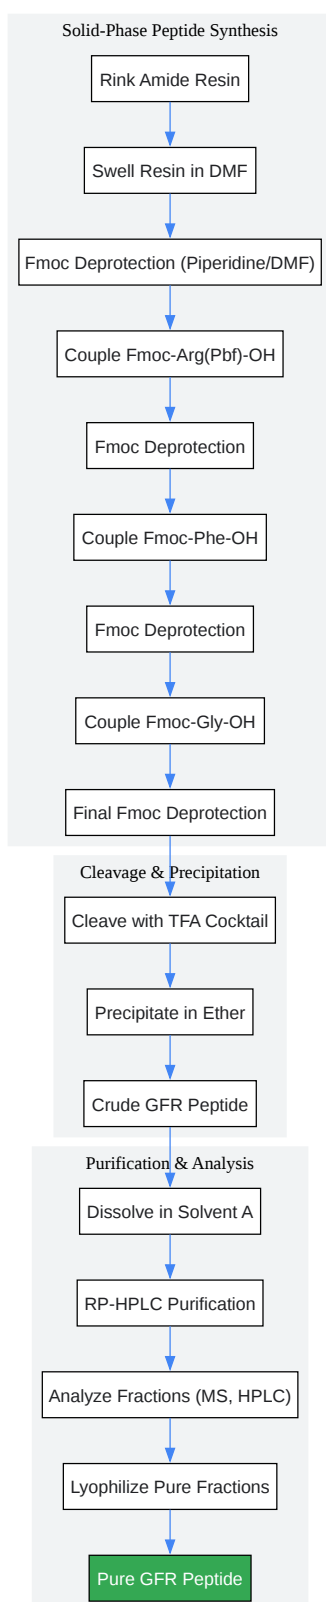 Solid-Phase Peptide Synthesis
Rink Amide Resin
Swell Resin in DMF
Fmoc Deprotection (Piperidine/DMF)
Couple Fmoc-Arg(Pbf)-OH
Fmoc Deprotection
Couple Fmoc-Phe-OH
Fmoc Deprotection
Couple Fmoc-Gly-OH
Final Fmoc Deprotection
Cleavage & Precipitation
Cleave with TFA Cocktail
Precipitate in Ether
Crude GFR Peptide
Purification & Analysis
Dissolve in Solvent A
RP-HPLC Purification
Analyze Fractions (MS, HPLC)
Lyophilize Pure Fractions
Pure GFR Peptide